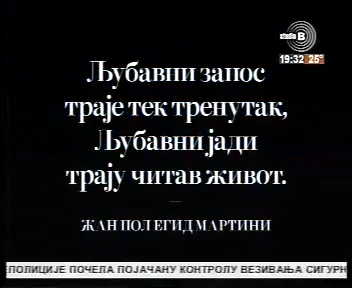 studio B
19:32 25°
Љубавни занос
траје тек тренутак,
Љубавни јади
трају читав живот.
ЖАН ПОЛ ЕГИД МАРТИНИ
ПОЛИЦИЈЕ ПОЧЕЛА ПОЈАЧАНУ КОНТРОЛУ ВЕЗИВАЊА СИГУРН